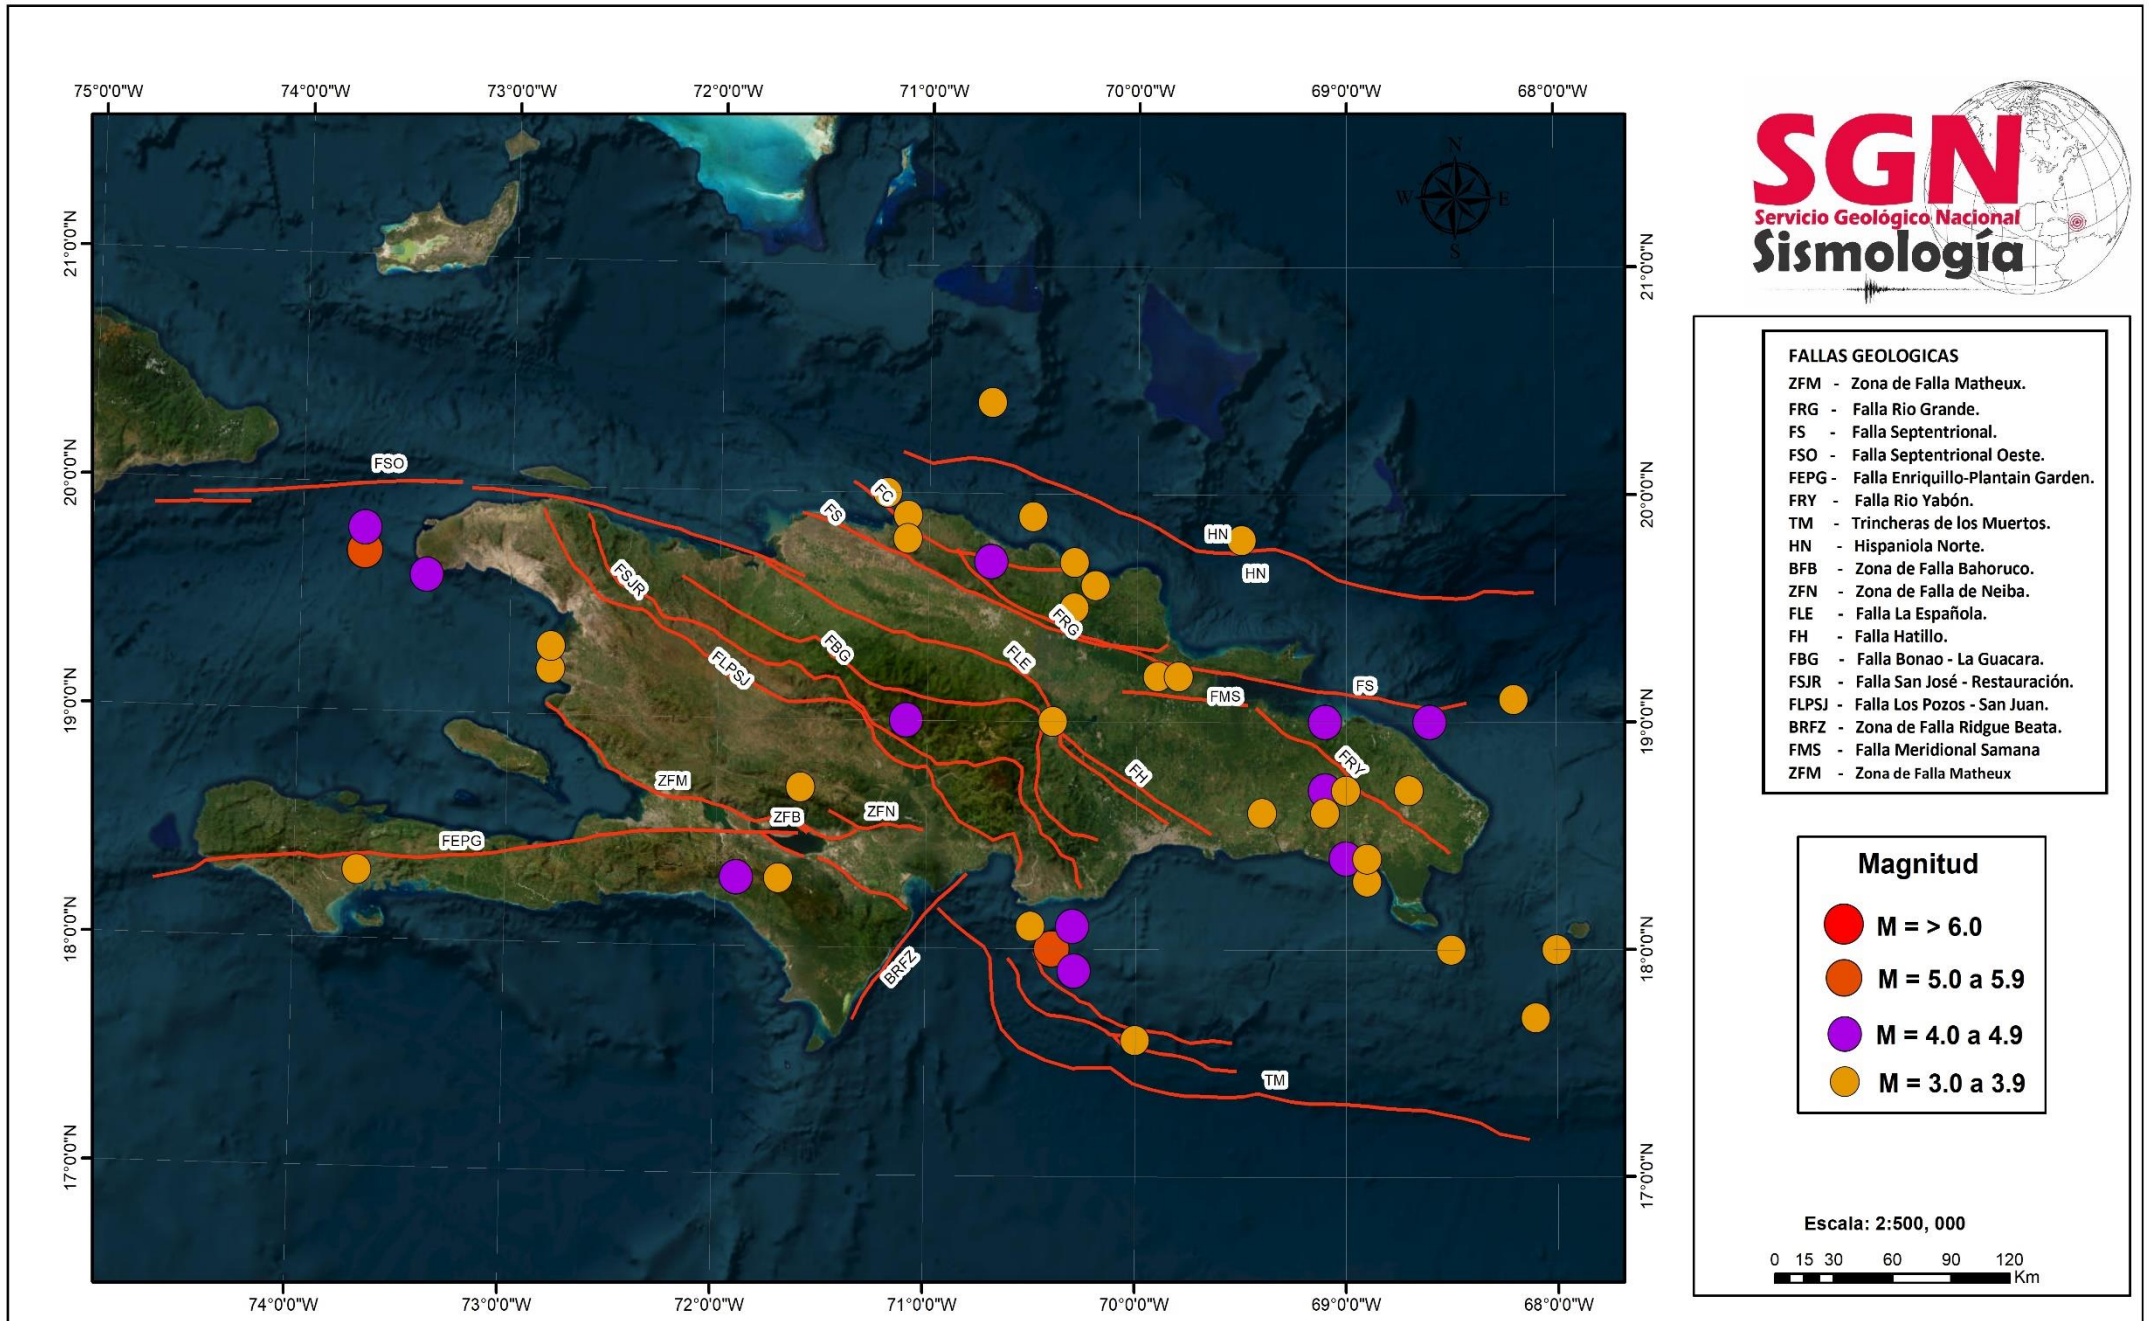 75°0'0"W 74°0'0"W 73°0'0"W 72°0'0"W 71°0'0"W 70°0'0"W 69°0'0"W 68°0'0"W
21°0'0"N
20°0'0"N
19°0'0"N
18°0'0"N
17°0'0"N
N
W E
S
FSO
FC
FS
HN
HN
FSJR
FRG
FBG
FLE
FLPSJ
FMS
FS
FRY
FH
ZFM
ZFB
ZFN
FEPG
BRFZ
TM
21°0'0"N
20°0'0"N
19°0'0"N
18°0'0"N
17°0'0"N
74°0'0"W 73°0'0"W 72°0'0"W 71°0'0"W 70°0'0"W 69°0'0"W 68°0'0"W
SGN
Servicio Geológico Nacional
Sismología
FALLAS GEOLOGICAS
ZFM - Zona de Falla Matheux.
FRG - Falla Rio Grande.
FS - Falla Septentrional.
FSO - Falla Septentrional Oeste.
FEPG - Falla Enriquillo-Plantain Garden.
FRY - Falla Rio Yabón.
TM - Trincheras de los Muertos.
HN - Hispaniola Norte.
BFB - Zona de Falla Bahoruco.
ZFN - Zona de Falla de Neiba.
FLE - Falla La Española.
FH - Falla Hatillo.
FBG - Falla Bonao - La Guacara.
FSJR - Falla San José - Restauración.
FLPSJ - Falla Los Pozos - San Juan.
BRFZ - Zona de Falla Ridgue Beata.
FMS - Falla Meridional Samana
ZFM - Zona de Falla Matheux
Magnitud
M = > 6.0
M = 5.0 a 5.9
M = 4.0 a 4.9
M = 3.0 a 3.9
Escala: 2:500, 000
0 15 30 60 90 120
Km